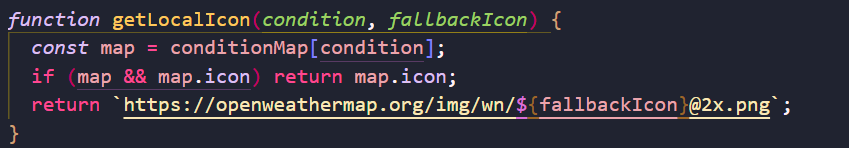 function getLocalIcon(condition, fallbackIcon) {
  const map = conditionMap[condition];
  if (map && map.icon) return map.icon;
  return `https://openweathermap.org/img/wn/${fallbackIcon}@2x.png`;
}